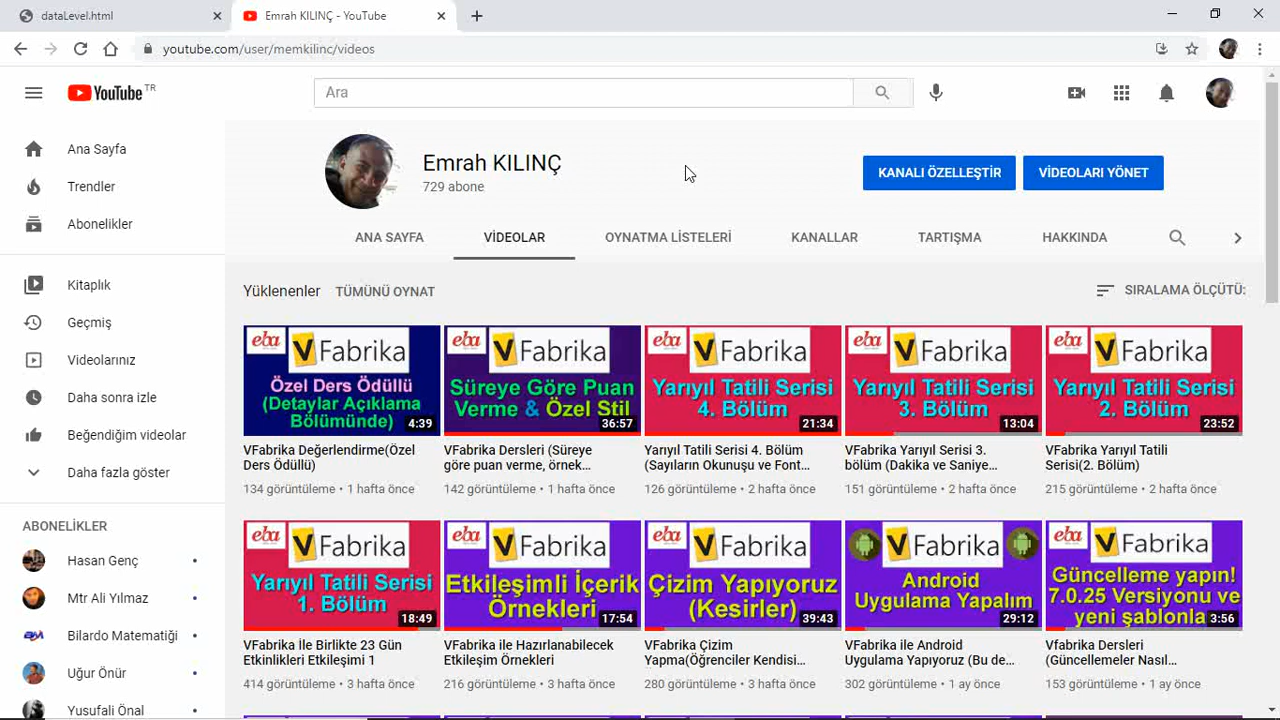 dataLevel.html
Emrah KILINÇ - YouTube
youtube.com/user/memkilinc/videos
YouTube TR
Ara
Ana Sayfa
Trendler
Abonelikler
Kitaplık
Geçmiş
Videolarınız
Daha sonra izle
Beğendiğim videolar
Daha fazla göster
ABONELİKLER
Hasan Genç
Mtr Ali Yılmaz
Bilardo Matematiği
Uğur Önür
Yusufali Önal
Emrah KILINÇ
729 abone
KANALI ÖZELLEŞTİR
VİDEOLARI YÖNET
ANA SAYFA
VİDEOLAR
OYNATMA LİSTELERİ
KANALLAR
TARTIŞMA
HAKKINDA
Yüklenenler
TÜMÜNÜ OYNAT
SIRALAMA ÖLÇÜTÜ:
eba
VFabrika
Özel Ders Ödüllü
(Detaylar Açıklama
Bölümünde)
4:39
VFabrika Değerlendirme(Özel
Ders Ödüllü)
134 görüntüleme • 1 hafta önce
eba
VFabrika
Süreye Göre Puan
Verme & Özel Stil
36:57
VFabrika Dersleri (Süreye
göre puan verme, örnek...
142 görüntüleme • 1 hafta önce
eba
VFabrika
Yarıyıl Tatili Serisi
4. Bölüm
21:34
Yarıyıl Tatili Serisi 4. Bölüm
(Sayıların Okunuşu ve Font...
126 görüntüleme • 2 hafta önce
eba
VFabrika
Yarıyıl Tatili Serisi
3. Bölüm
13:04
VFabrika Yarıyıl Serisi 3.
bölüm (Dakika ve Saniye...
151 görüntüleme • 2 hafta önce
eba
VFabrika
Yarıyıl Tatili Serisi
2. Bölüm
23:52
VFabrika Yarıyıl Tatili
Serisi(2. Bölüm)
215 görüntüleme • 2 hafta önce
eba
VFabrika
Yarıyıl Tatili Serisi
1. Bölüm
18:49
VFabrika İle Birlikte 23 Gün
Etkinlikleri Etkileşimi 1
414 görüntüleme • 3 hafta önce
eba
VFabrika
Etkileşimli İçerik
Örnekleri
17:54
VFabrika ile Hazırlanabilecek
Etkileşim Örnekleri
216 görüntüleme • 3 hafta önce
eba
VFabrika
Çizim Yapıyoruz
(Kesirler)
39:43
VFabrika Çizim
Yapma(Öğrenciler Kendisi...
280 görüntüleme • 3 hafta önce
VFabrika
Android
Uygulama Yapalım
29:12
VFabrika ile Android
Uygulama Yapıyoruz (Bu de...
302 görüntüleme • 1 ay önce
eba
VFabrika
Güncelleme yapın!
7.0.25 Versiyonu ve
yeni şablonla
3:56
Vfabrika Dersleri
(Güncellemeler Nasıl...
153 görüntüleme • 1 ay önce